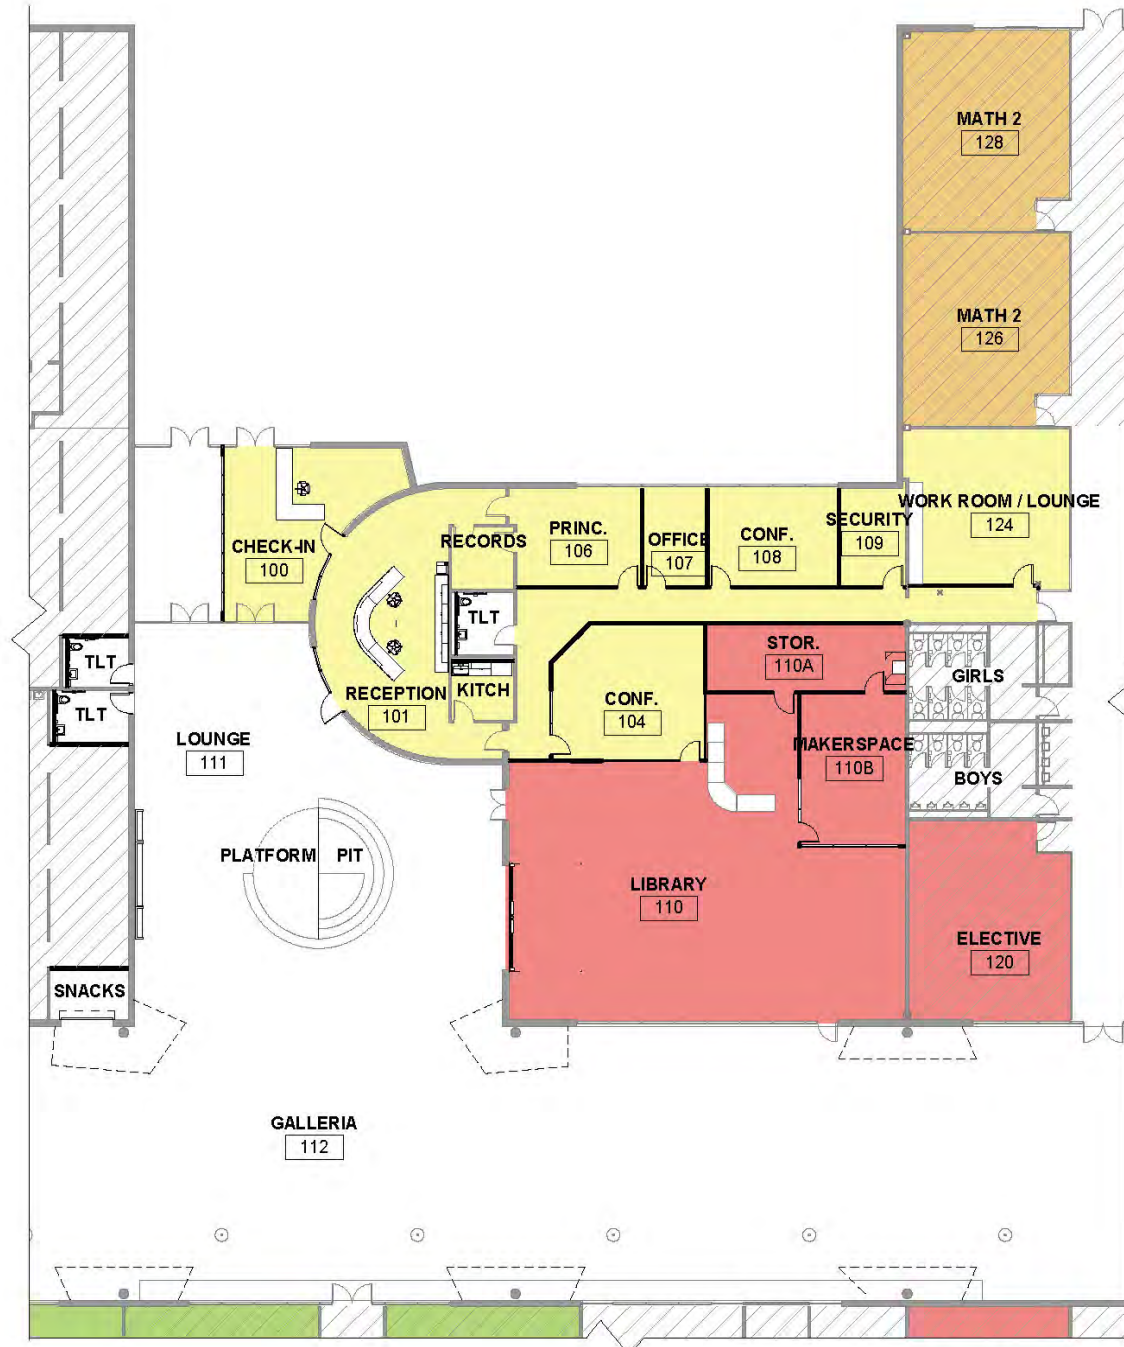 MATH 2
128
MATH 2
126
WORK ROOM / LOUNGE
124
RECORDS
PRINC.
106
OFFICE
107
CONF.
108
SECURITY
109
CHECK-IN
100
TLT
TLT
TLT
STOR.
110A
GIRLS
RECEPTION
101
KITCH
CONF.
104
LOUNGE
111
MAKERSPACE
110B
BOYS
PLATFORM
PIT
LIBRARY
110
ELECTIVE
120
SNACKS
GALLERIA
112